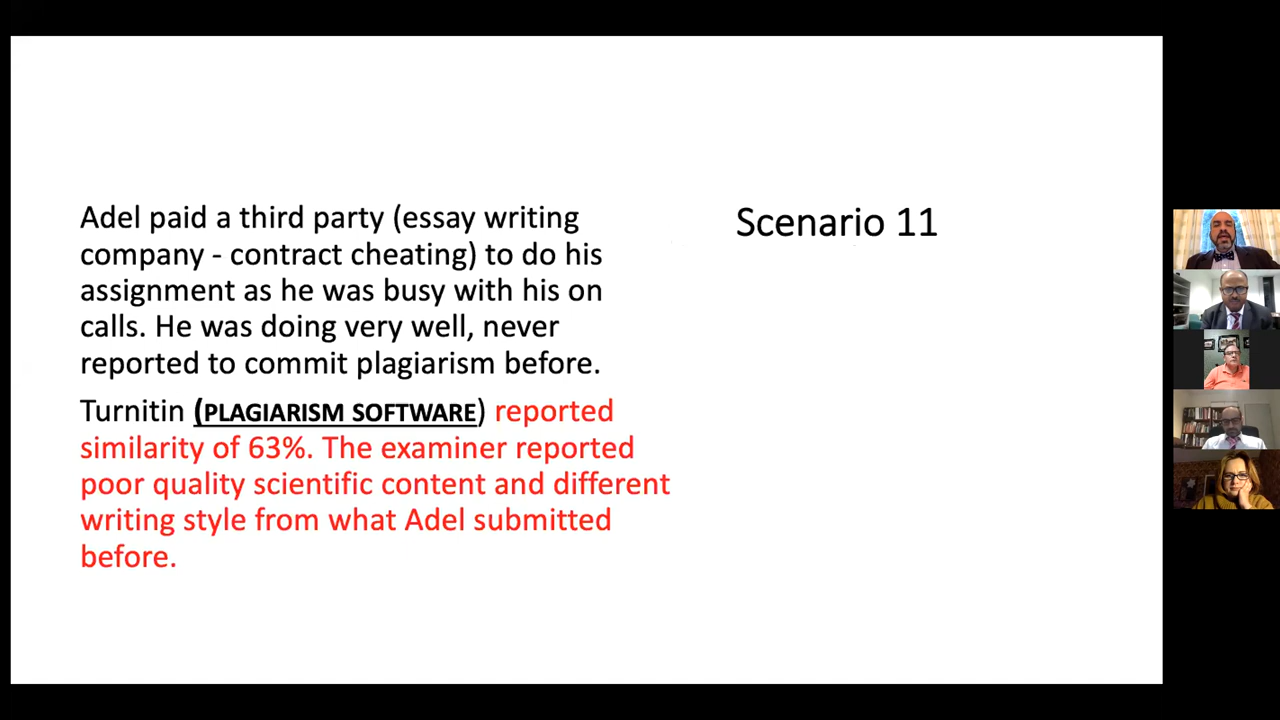 Adel paid a third party (essay writing
company - contract cheating) to do his
assignment as he was busy with his on
calls. He was doing very well, never
reported to commit plagiarism before.
Turnitin (PLAGIARISM SOFTWARE) reported
similarity of 63%. The examiner reported
poor quality scientific content and different
writing style from what Adel submitted
before.
Scenario 11